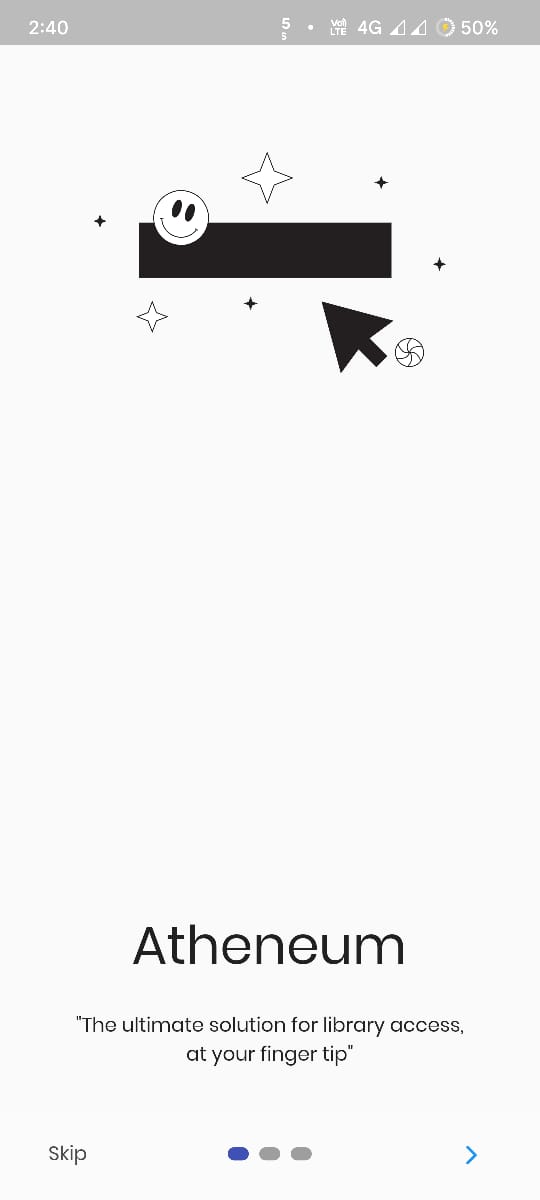 2:40
5
s
Vo))
LTE
4G
50%
Atheneum
"The ultimate solution for library access,
at your finger tip"
Skip